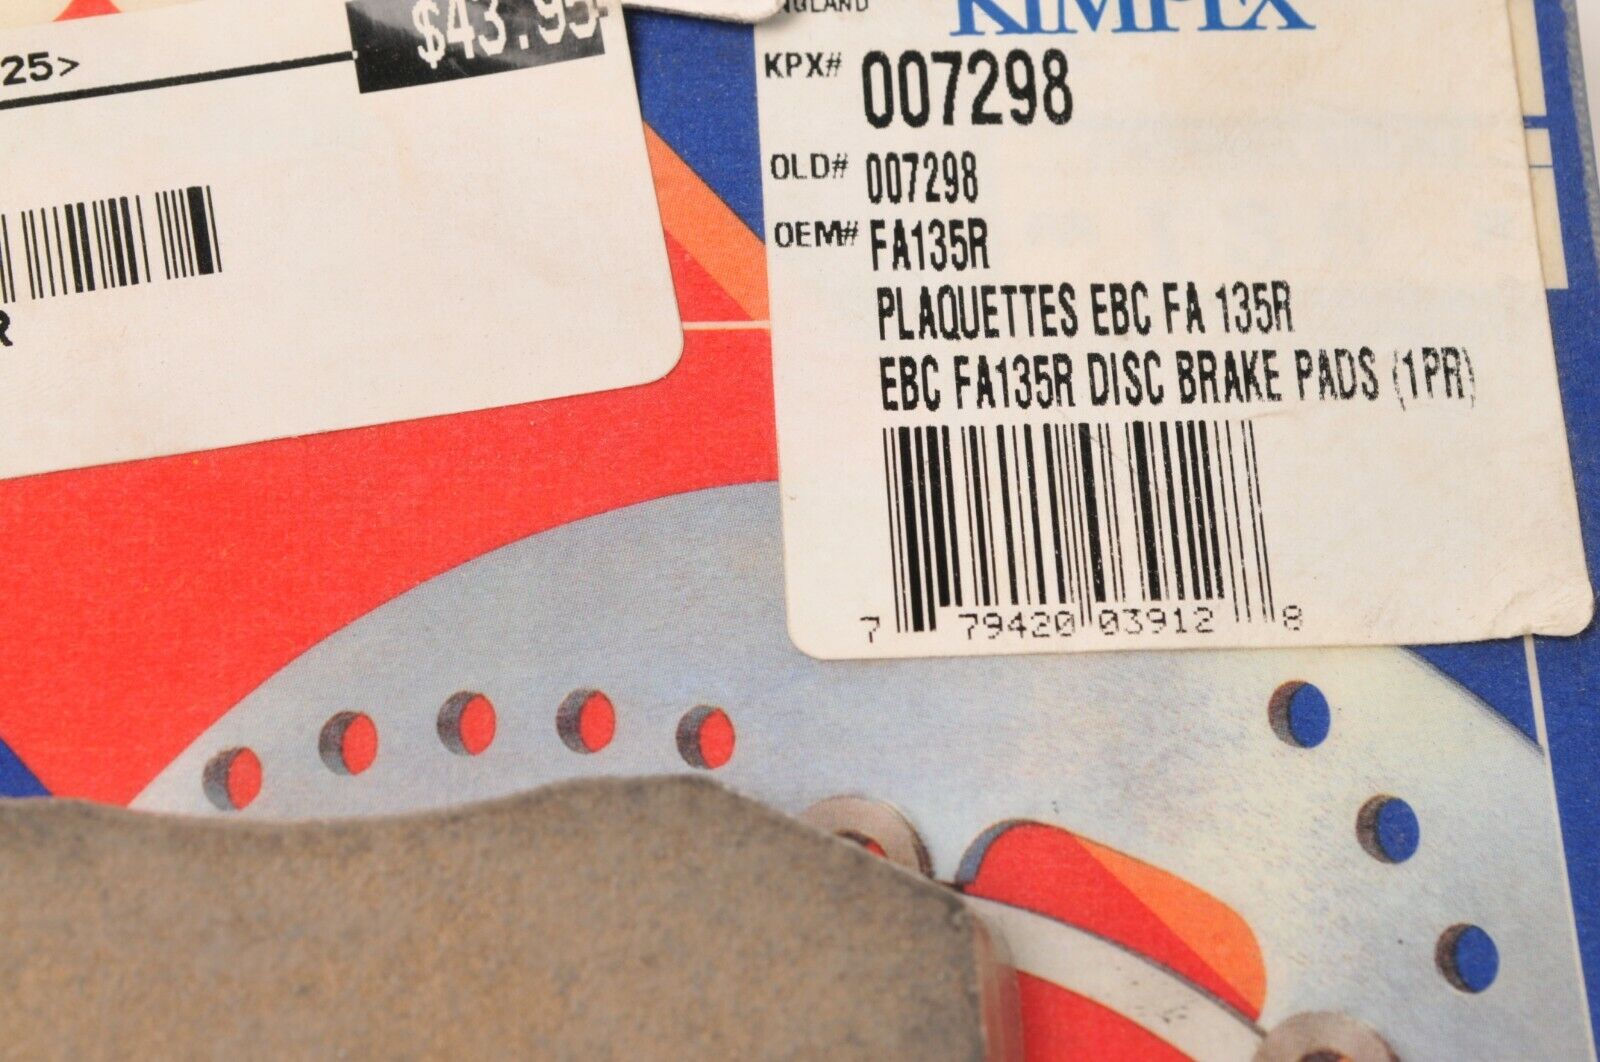 $43.95
25>
R
ENGLAND
KIMPEX
KPX# 007298
OLD# 007298
OEM# FA135R
PLAQUETTES EBC FA 135R
EBC FA135R DISC BRAKE PADS (1PR)
7 79420 03912 8